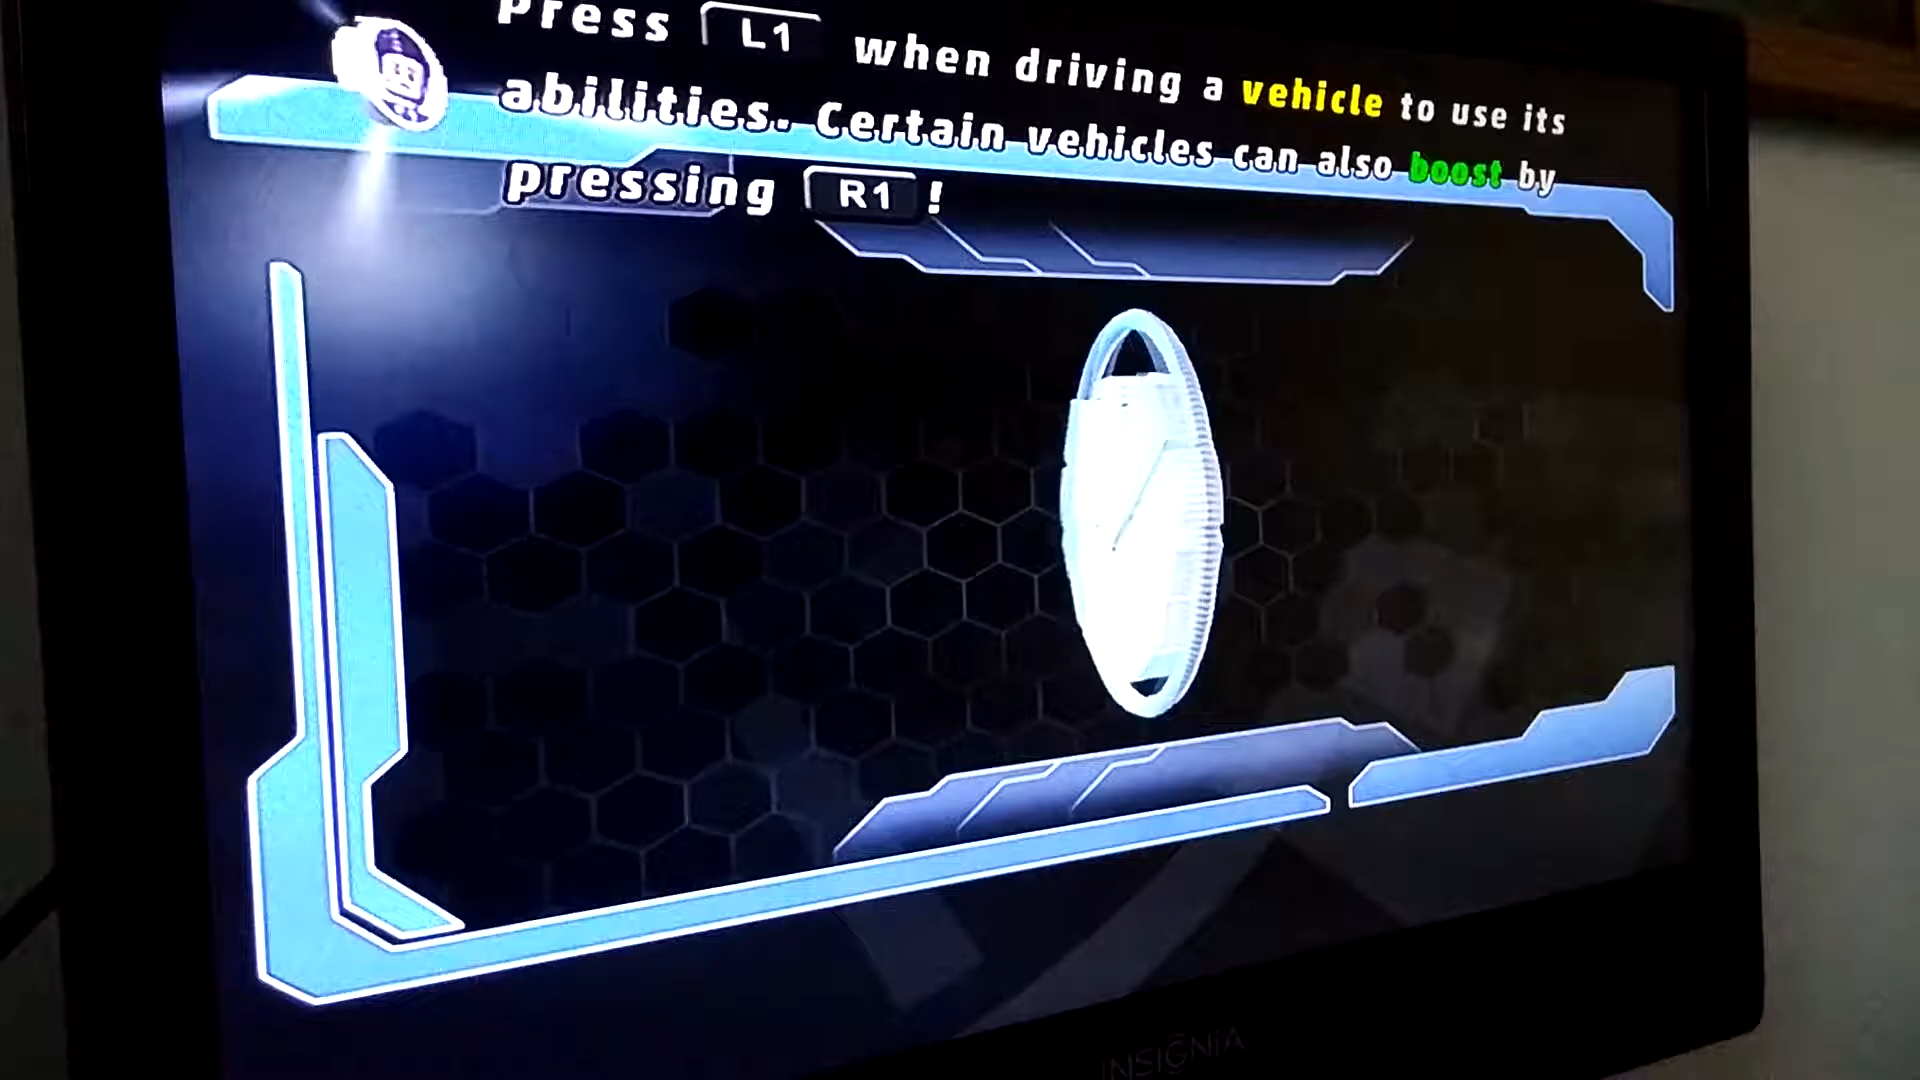 Press L1 when driving a vehicle to use its
abilities. Certain vehicles can also boost by
pressing R1 !
INSIGNIA